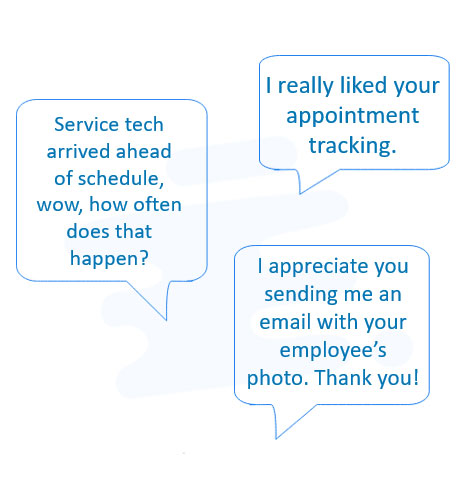 I really liked your
appointment
tracking.
Service tech
arrived ahead
of schedule,
wow, how often
does that
happen?
I appreciate you
sending me an
email with your
employee’s
photo. Thank you!